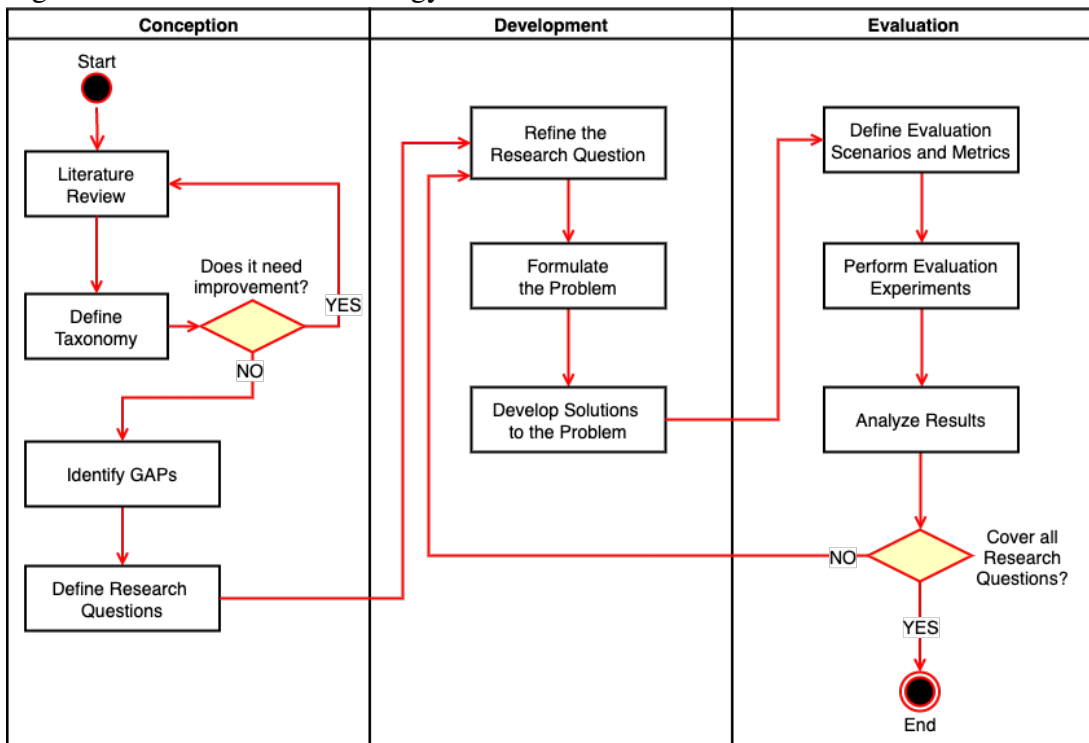 Conception
Start
Literature
Review
Does it need
improvement?
YES
Define
Taxonomy
NO
Identify GAPs
Define Research
Questions
Development
Refine the
Research Question
Formulate
the Problem
Develop Solutions
to the Problem
Evaluation
Define Evaluation
Scenarios and Metrics
Perform Evaluation
Experiments
Analyze Results
Cover all
Research
Questions?
NO
YES
End